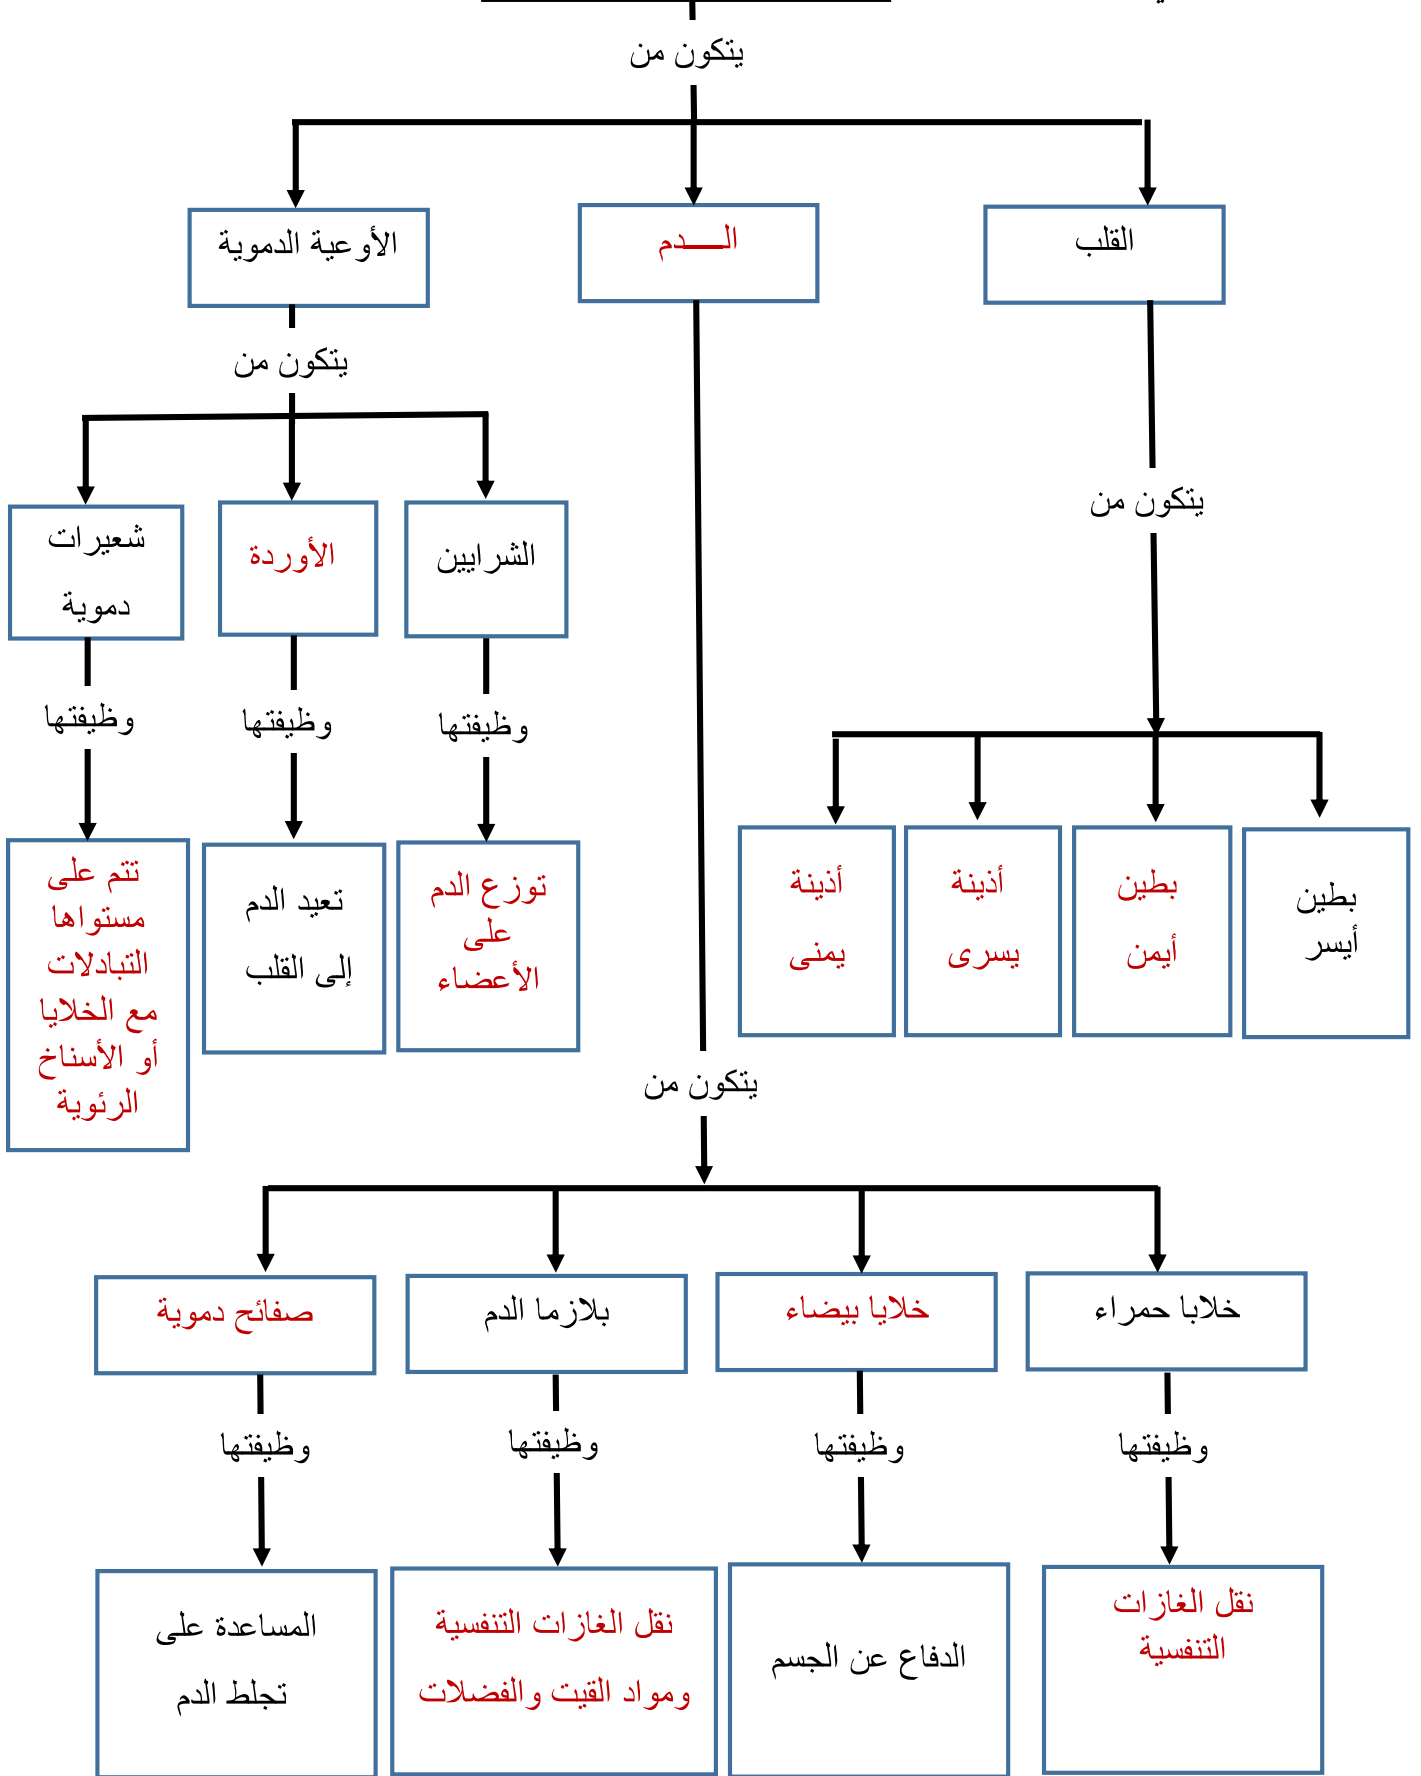 يتكون من
القلب
الـــدم
الأوعية الدموية
يتكون من
يتكون من
الشرايين
الأوردة
شعيرات
دموية
وظيفتها
وظيفتها
وظيفتها
بطين
أيسر
بطين
أيمن
أذينة
يسرى
أذينة
يمنى
توزع الدم
على
الأعضاء
تعيد الدم
إلى القلب
تتم على
مستواها
التبادلات
مع الخلايا
أو الأسناخ
الرئوية
يتكون من
خلابا حمراء
خلايا بيضاء
بلازما الدم
صفائح دموية
وظيفتها
وظيفتها
وظيفتها
وظيفتها
نقل الغازات
التنفسية
الدفاع عن الجسم
نقل الغازات التنفسية
ومواد القيت والفضلات
المساعدة على
تجلط الدم